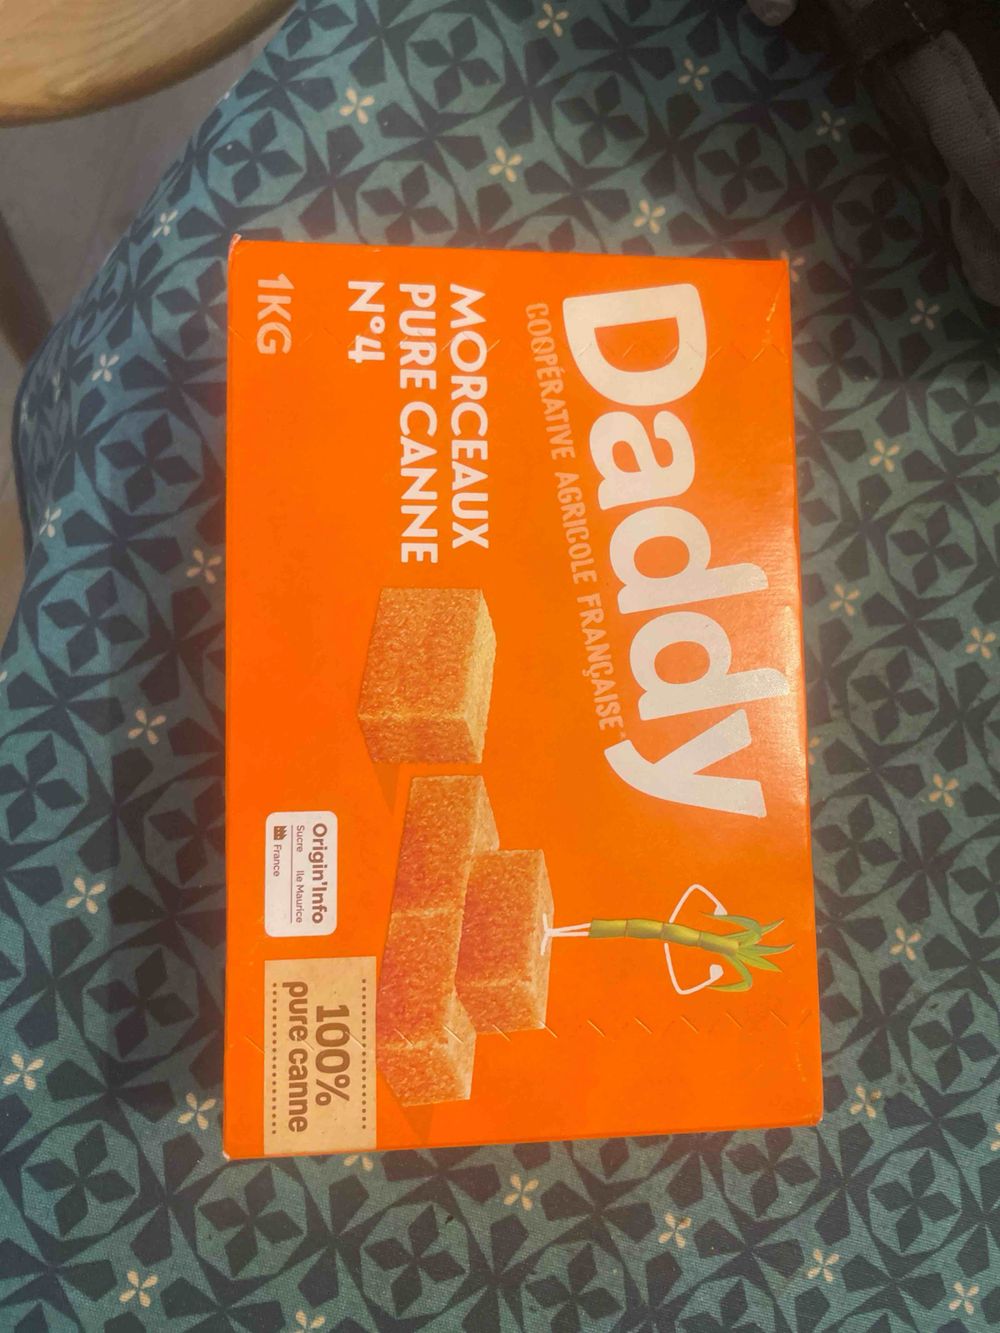 Daddy
COOPÉRATIVE AGRICOLE FRANÇAISE*
MORCEAUX
PURE CANNE
N°4
1KG
Origin'Info
Sucre Ile Maurice
France
100%
pure canne